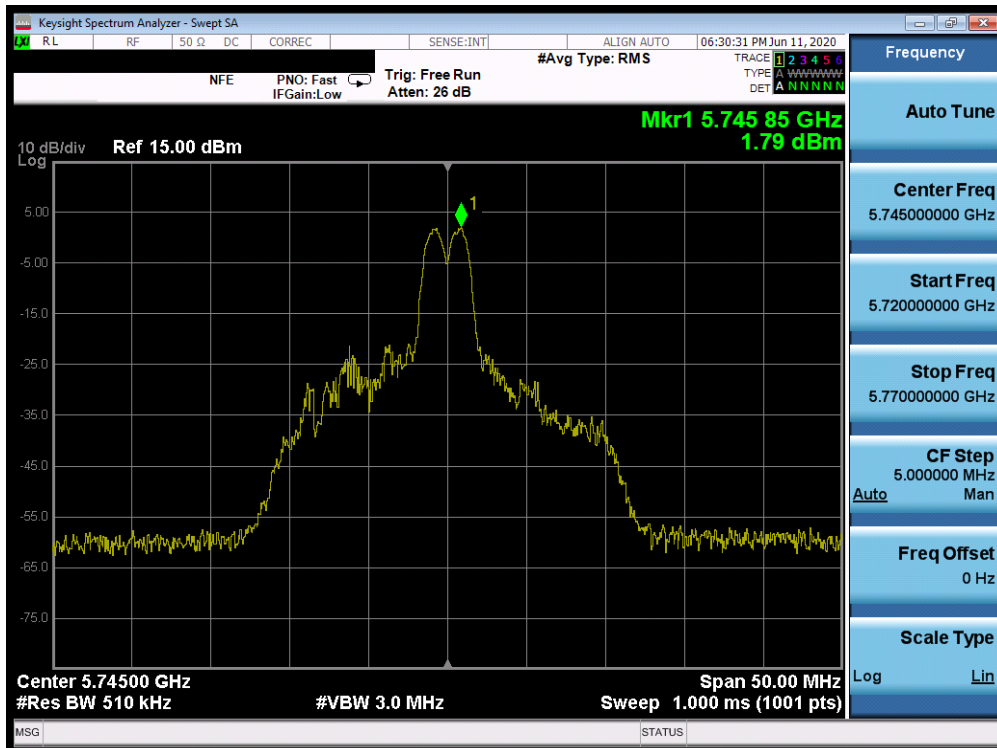 Keysight Spectrum Analyzer - Swept SA
LXI RL RF 50 Ω DC CORREC SENSE:INT ALIGN AUTO 06:30:31 PM Jun 11, 2020
NFE PNO: Fast IFGain:Low Trig: Free Run Atten: 26 dB #Avg Type: RMS
TRACE 1 2 3 4 5 6
TYPE A WWWWW
DET A N N N N N
Mkr1 5.745 85 GHz
1.79 dBm
10 dB/div Ref 15.00 dBm
Log
1
5.00
-5.00
-15.0
-25.0
-35.0
-45.0
-55.0
-65.0
-75.0
Center 5.74500 GHz Span 50.00 MHz
#Res BW 510 kHz #VBW 3.0 MHz Sweep 1.000 ms (1001 pts)
MSG STATUS
Frequency
Auto Tune
Center Freq
5.745000000 GHz
Start Freq
5.720000000 GHz
Stop Freq
5.770000000 GHz
CF Step
5.000000 MHz
Auto Man
Freq Offset
0 Hz
Scale Type
Log Lin